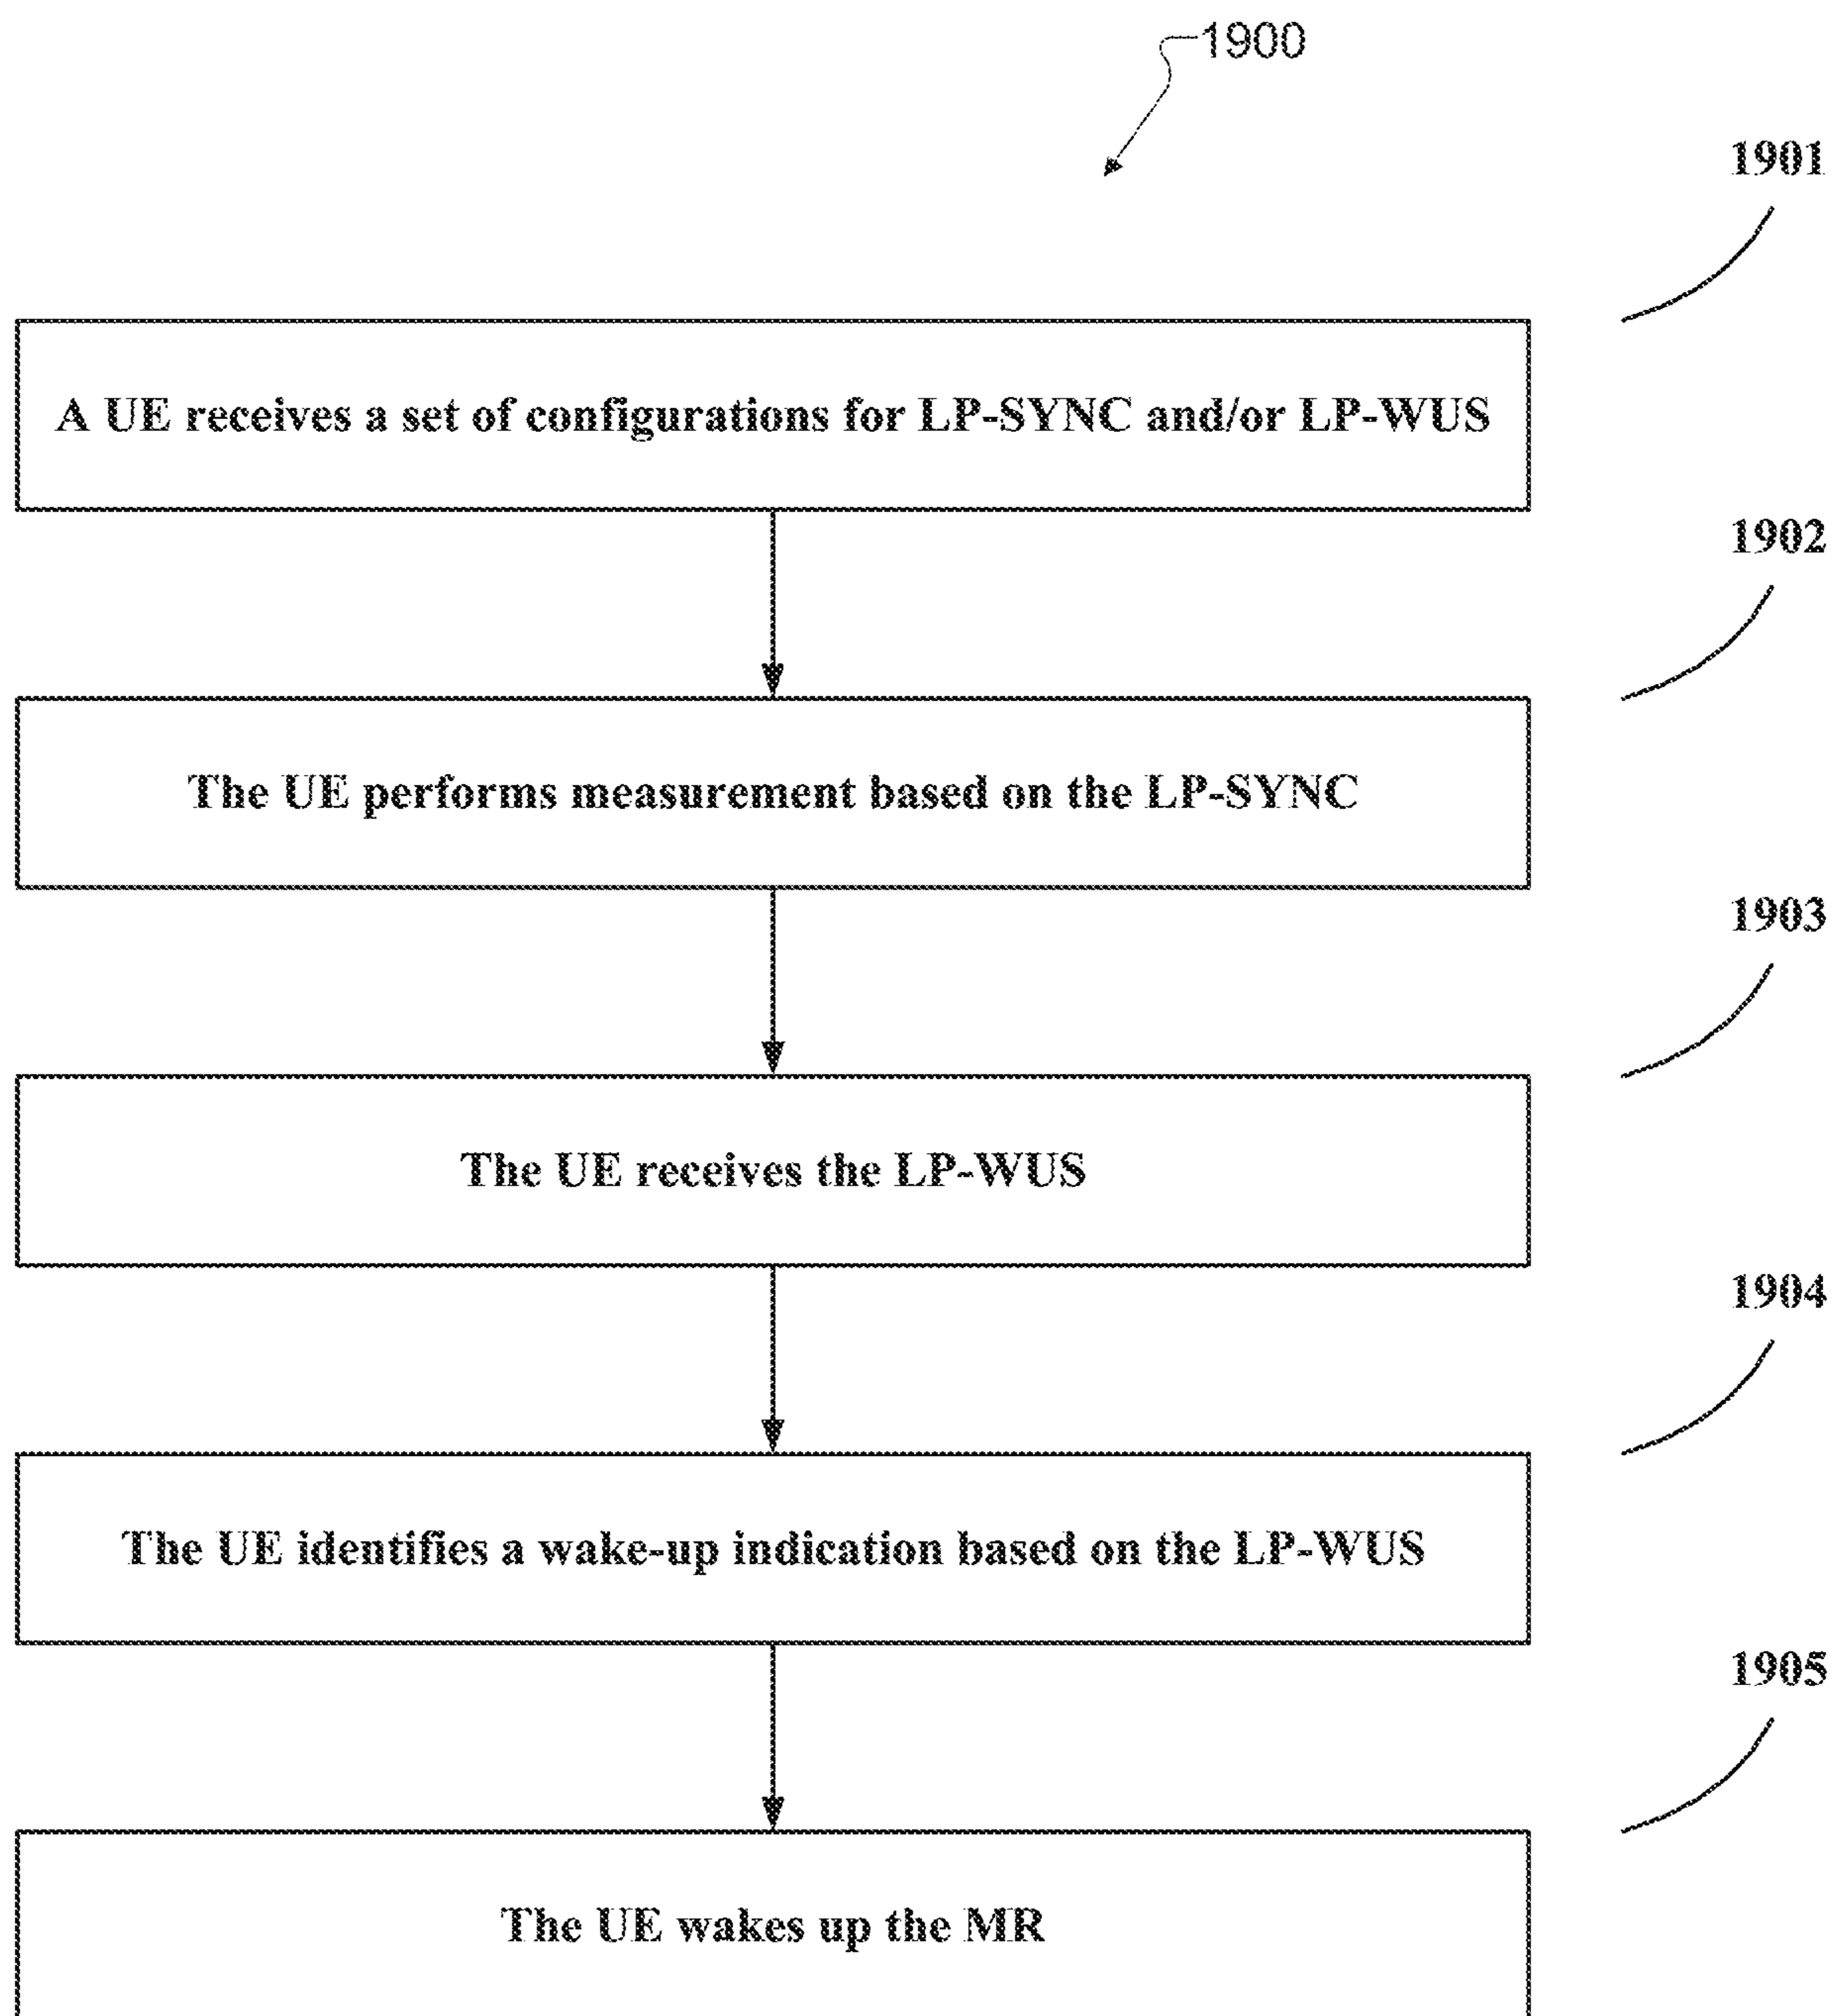 1900
1901
A UE receives a set of configurations for LP-SYNC and/or LP-WUS
1902
The UE performs measurement based on the LP-SYNC
1903
The UE receives the LP-WUS
1904
The UE identifies a wake-up indication based on the LP-WUS
1905
The UE wakes up the MR